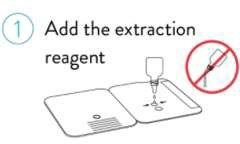 1 Add the extraction
reagent